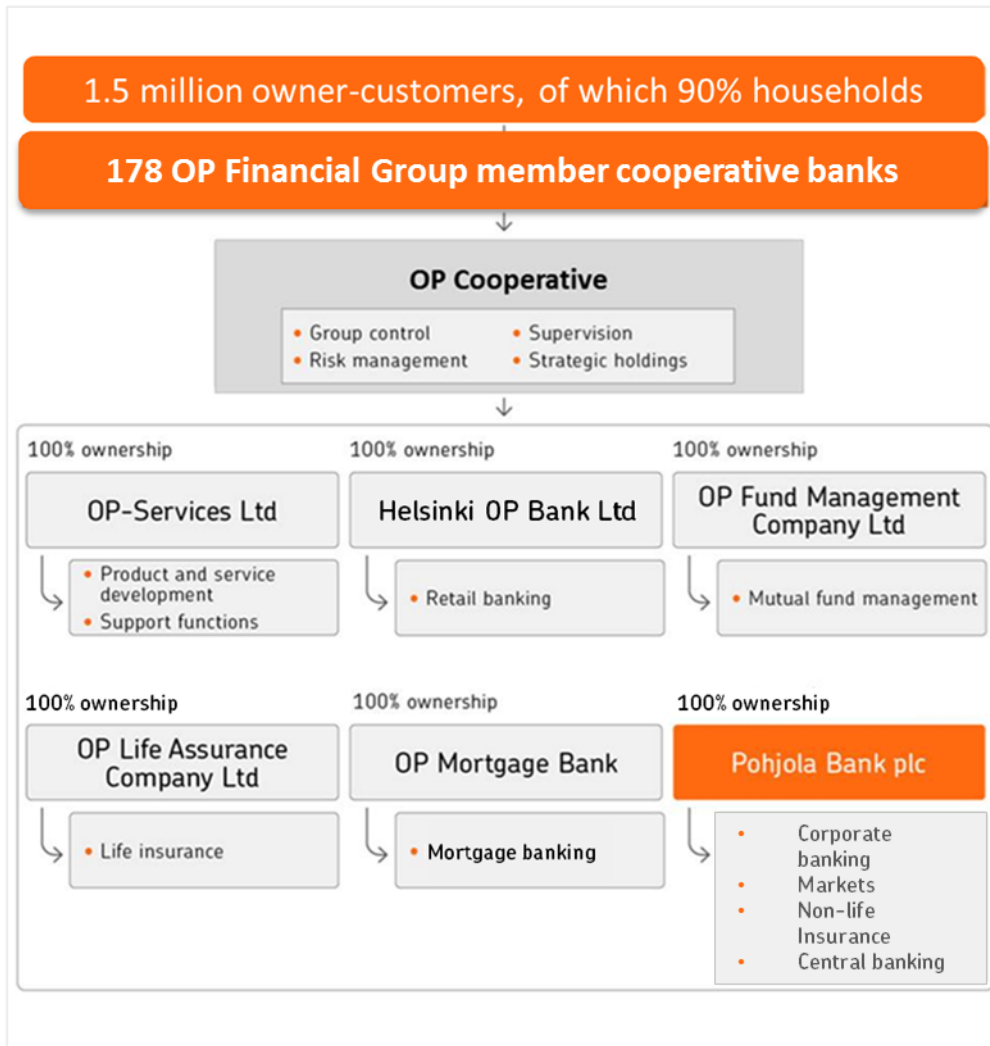 1.5 million owner-customers, of which 90% households
178 OP Financial Group member cooperative banks
OP Cooperative
• Group control
• Risk management
• Supervision
• Strategic holdings
100% ownership
OP-Services Ltd
• Product and service
development
• Support functions
100% ownership
Helsinki OP Bank Ltd
• Retail banking
100% ownership
OP Fund Management
Company Ltd
• Mutual fund management
100% ownership
OP Life Assurance
Company Ltd
• Life insurance
100% ownership
OP Mortgage Bank
• Mortgage banking
100% ownership
Pohjola Bank plc
• Corporate
banking
• Markets
• Non-life
Insurance
• Central banking